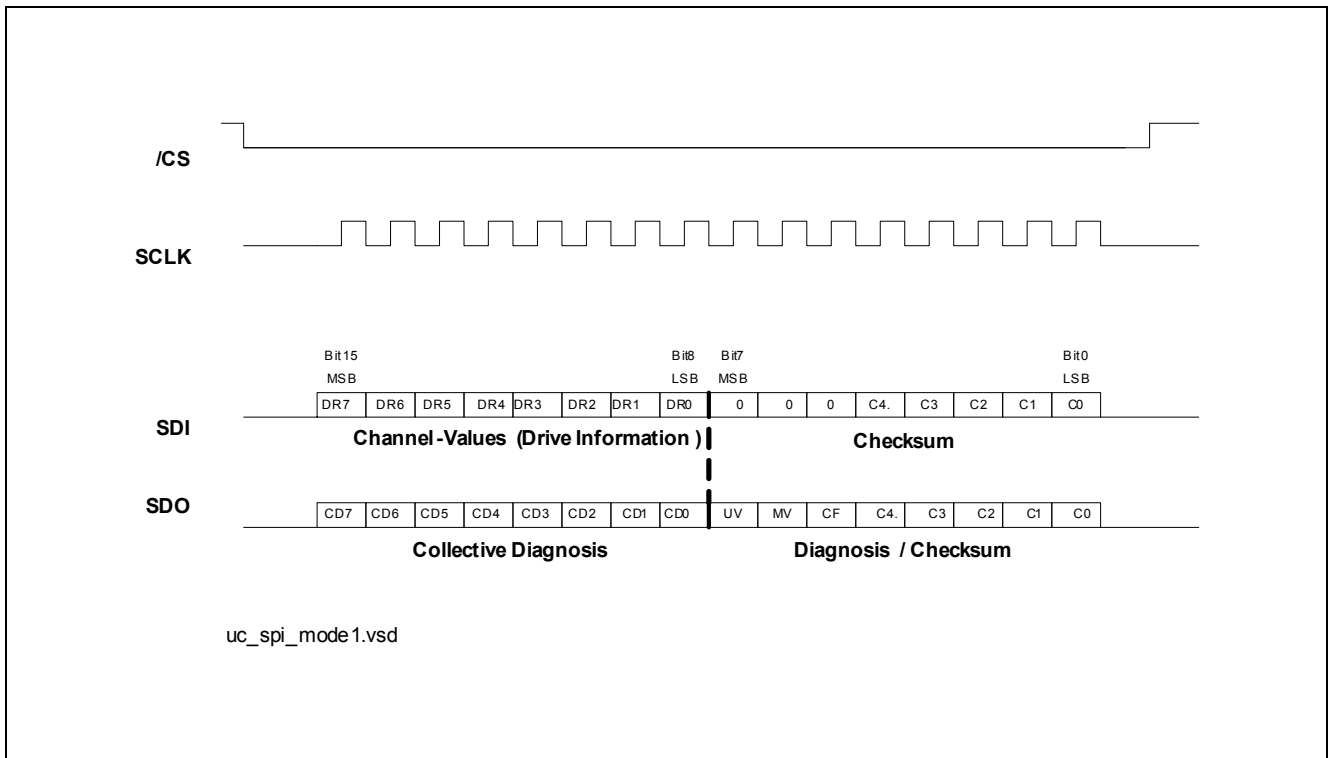 /CS
SCLK
Bit15 Bit8 Bit7 Bit0
MSB LSB MSB LSB
DR7 DR6 DR5 DR4 DR3 DR2 DR1 DR0 0 0 0 C4. C3 C2 C1 C0
SDI
Channel-Values (Drive Information ) Checksum
SDO
CD7 CD6 CD5 CD4 CD3 CD2 CD1 CD0 UV MV CF C4. C3 C2 C1 C0
Collective Diagnosis Diagnosis / Checksum
uc_spi_mode1.vsd